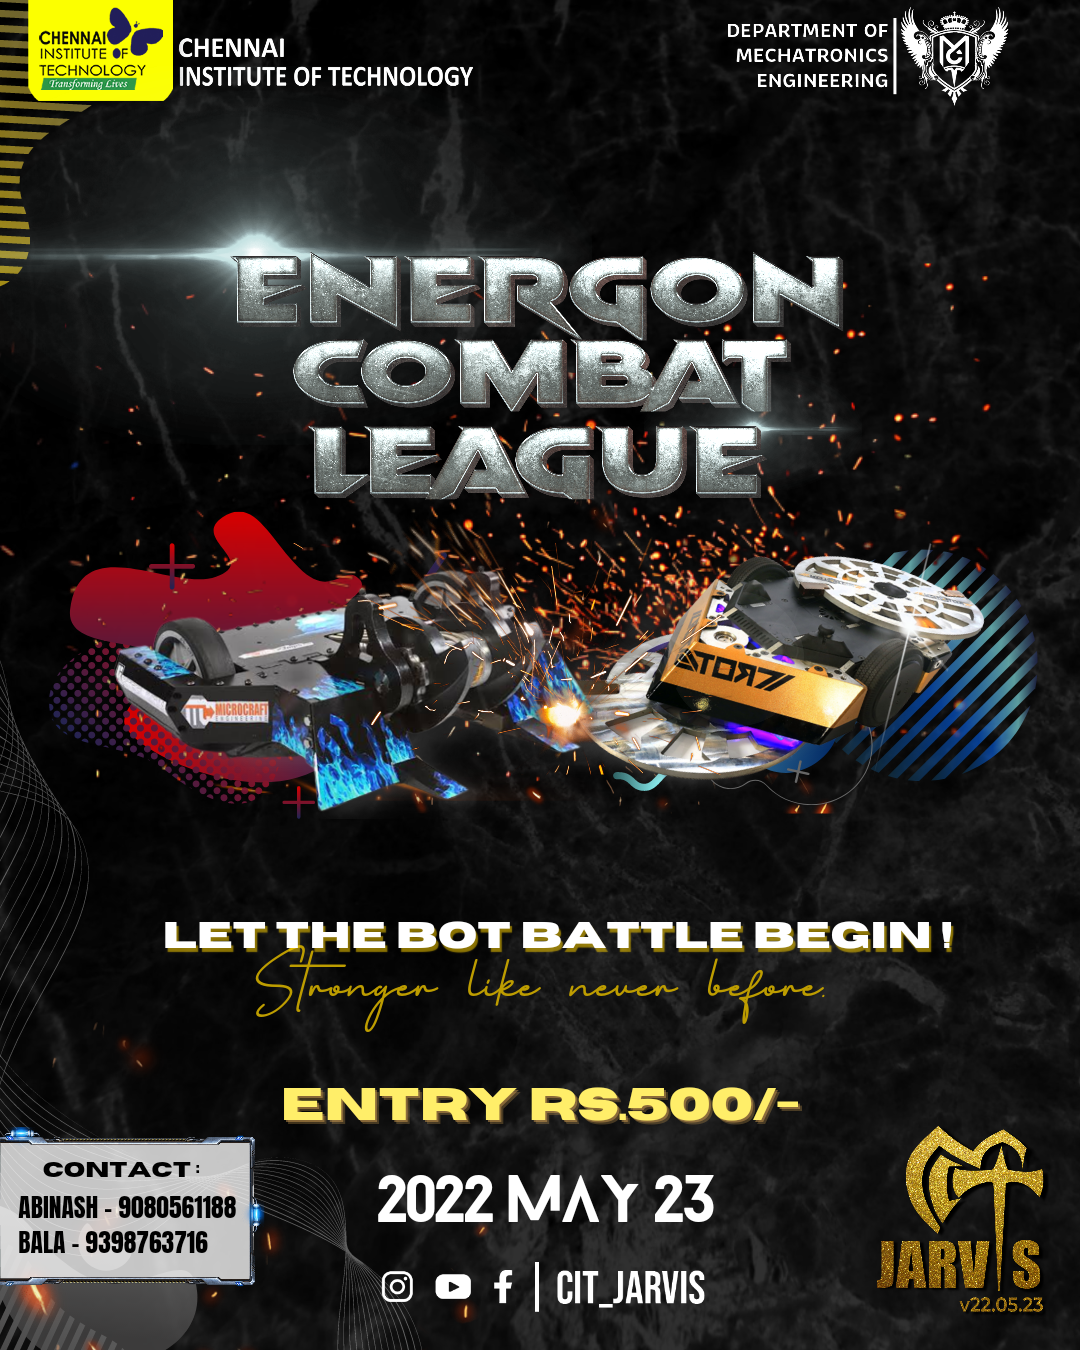 CHENNAI
INSTITUTE OF
TECHNOLOGY
Transforming Lives
CHENNAI
INSTITUTE OF TECHNOLOGY
DEPARTMENT OF
MECHATRONICS
ENGINEERING
ENERGON
COMBAT
LEAGUE
MICROCRAFT
ENGINEERING
LET THE BOT BATTLE BEGIN !
Stronger like never before.
ENTRY RS.500/-
CONTACT :
ABINASH - 9080561188
BALA - 9398763716
2022 MAY 23
CIT_JARVIS
JARVIS
v22.05.23